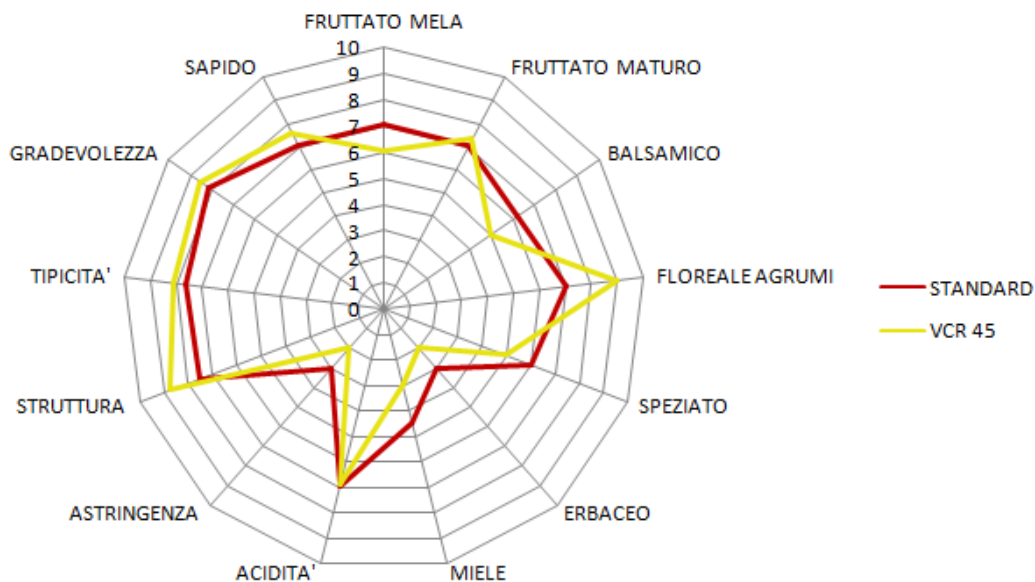 FRUTTATO MELA
FRUTTATO MATURO
BALSAMICO
FLOREALE AGRUMI
SPEZIATO
ERBACEO
MIELE
ACIDITA'
ASTRINGENZA
STRUTTURA
TIPICITA'
GRADEVOLEZZA
SAPIDO
10
9
8
7
6
5
4
3
2
1
0
STANDARD
VCR 45